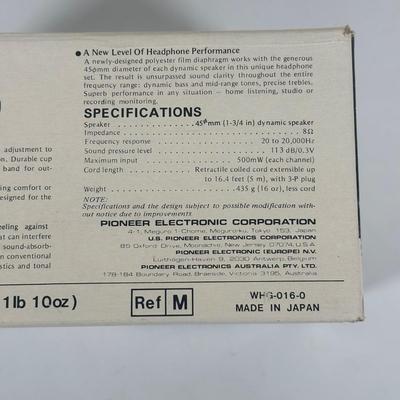 ● A New Level Of Headphone Performance
A newly-designed polyester film diaphragm works with the generous
45φmm diameter of each dynamic speaker in this unique headphone
set. The result is unsurpassed sound clarity throughout the entire
frequency range: dynamic bass and mid-range tones, precise trebles.
Superb performance in any situation — home listening, studio or
recording monitoring.
SPECIFICATIONS
Speaker . . . 45φmm (1-3/4 in) dynamic speaker
Impedance . . . 8Ω
Frequency response . . . 20 to 20,000Hz
Sound pressure level . . . 113 dB/0.3V
Maximum input . . . 500mW (each channel)
Cord length . . . Retractile coiled cord extensible up
to 16.4 feet (5 m), with 3-P plug
Weight . . . 435 g (16 oz), less cord
NOTE:
Specifications and the design subject to possible modification with-
out notice due to improvements.
PIONEER ELECTRONIC CORPORATION
4-1, Meguro 1-Chome, Meguro-ku, Tokyo 153, Japan
U.S. PIONEER ELECTRONICS CORPORATION
85 Oxford Drive, Moonachie, New Jersey 07074, U.S.A.
PIONEER ELECTRONIC (EUROPE) N.V.
Luithagen-Haven 9, 2030 Antwerp, Belgium
PIONEER ELECTRONICS AUSTRALIA PTY. LTD.
178-184 Boundary Road, Braeside, Victoria 3195, Australia
adjustment to
on. Durable cup
band for out-
ing comfort or
designed for the
eeling against
at can interfere
sound-absorb-
n conventional
stics and tonal
1lb 10oz)
Ref M
WHG-016-0
MADE IN JAPAN